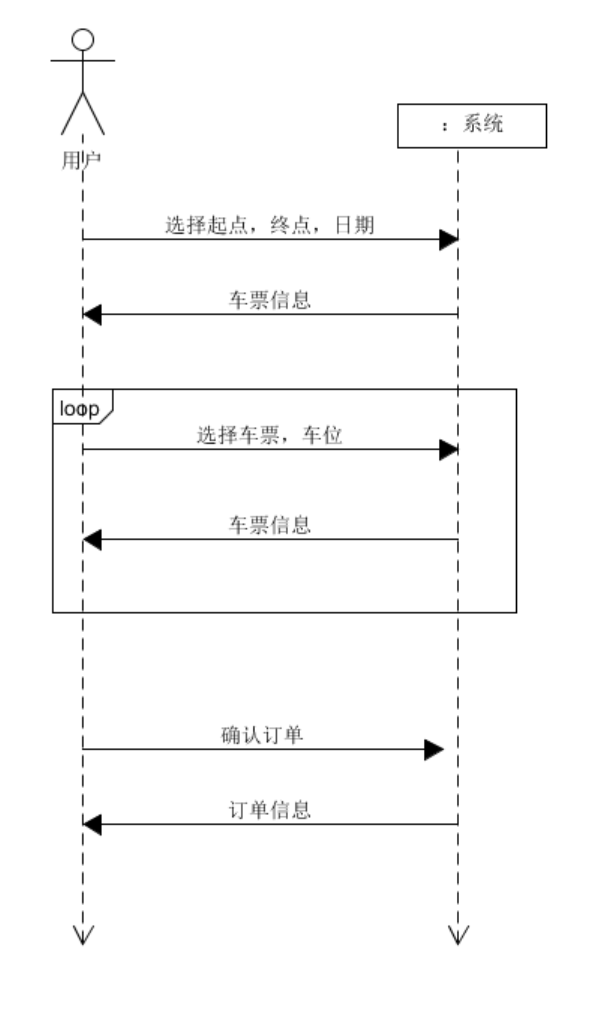 用户
：系统
选择起点，终点，日期
车票信息
loop
选择车票，车位
车票信息
确认订单
订单信息